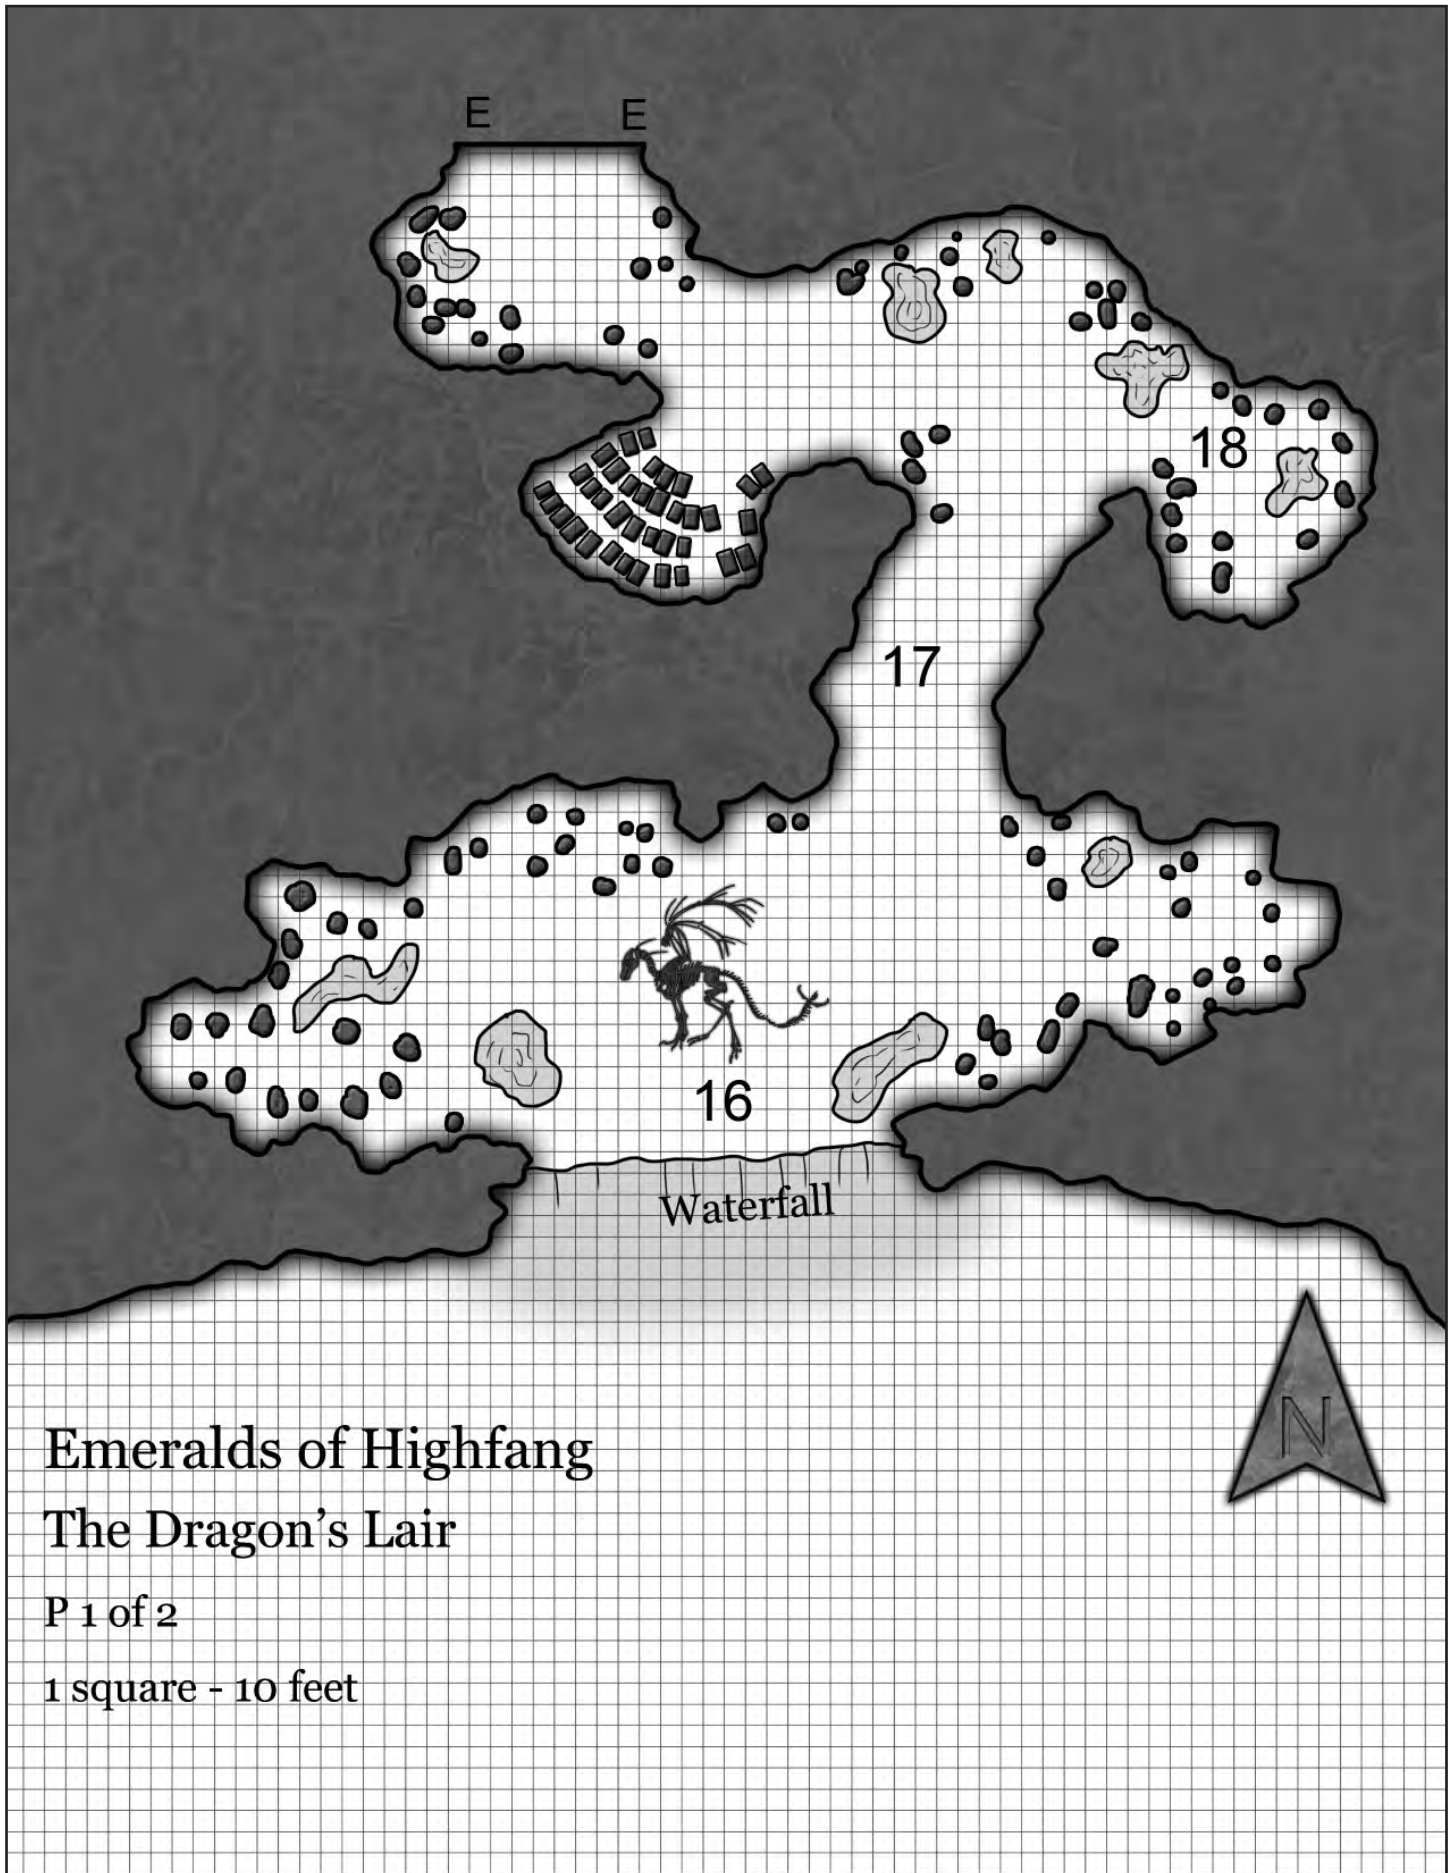 E E
18
17
16
Waterfall
N
Emeralds of Highfang
The Dragon's Lair
P 1 of 2
1 square - 10 feet